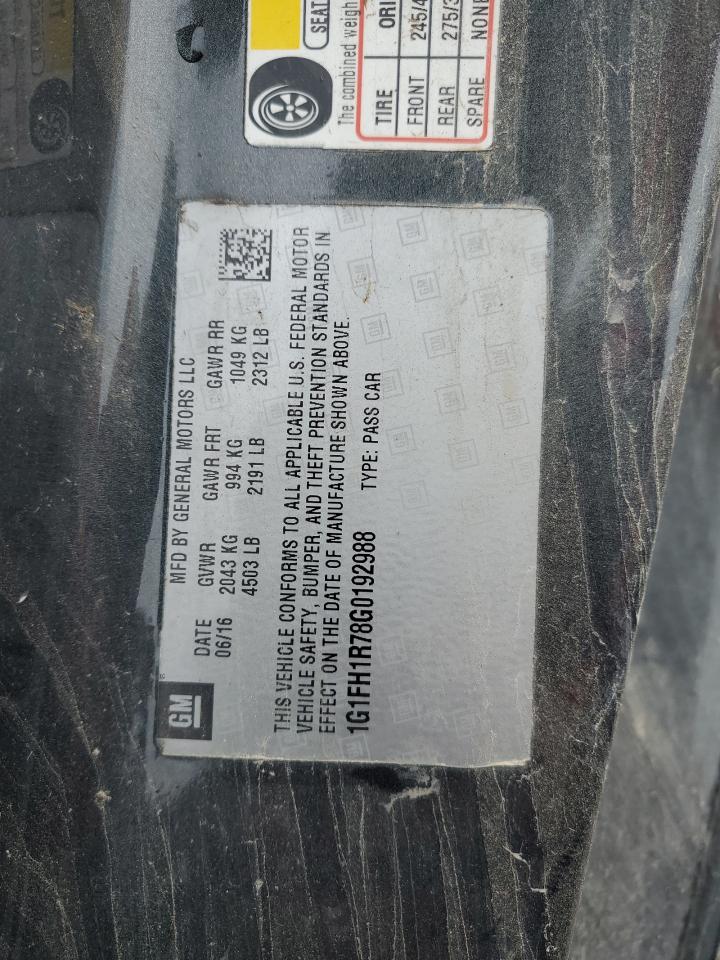 GM
MFD BY GENERAL MOTORS LLC
DATE GVWR GAWR FRT GAWR RR
06/16 2043 KG 994 KG 1049 KG
4503 LB 2191 LB 2312 LB
THIS VEHICLE CONFORMS TO ALL APPLICABLE U.S. FEDERAL MOTOR
VEHICLE SAFETY, BUMPER, AND THEFT PREVENTION STANDARDS IN
EFFECT ON THE DATE OF MANUFACTURE SHOWN ABOVE.
1G1FH1R78G0192988 TYPE: PASS CAR
SEAT
The combined weigh
TIRE ORI
FRONT 245/4
REAR 275/3
SPARE NONE